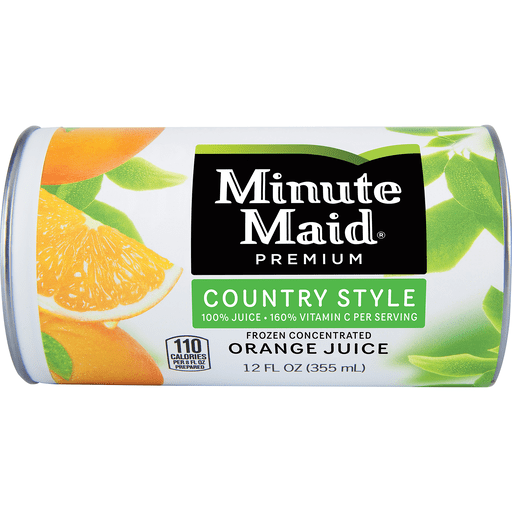 Minute
Maid®
PREMIUM
COUNTRY STYLE
100% JUICE • 160% VITAMIN C PER SERVING
FROZEN CONCENTRATED
ORANGE JUICE
12 FL OZ (355 mL)
110
CALORIES
PER 8 FL OZ
PREPARED